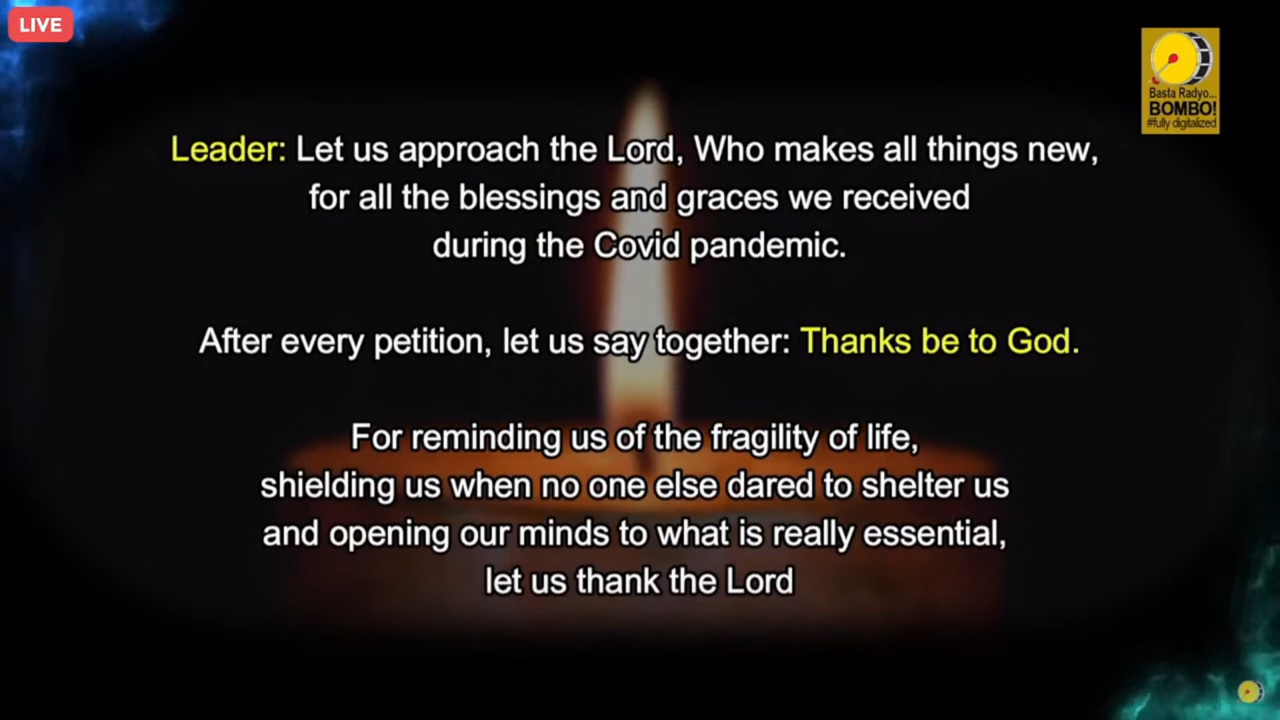 LIVE
Basta Radyo...
BOMBO!
#fully digitalized
Leader: Let us approach the Lord, Who makes all things new,
for all the blessings and graces we received
during the Covid pandemic.
After every petition, let us say together: Thanks be to God.
For reminding us of the fragility of life,
shielding us when no one else dared to shelter us
and opening our minds to what is really essential,
let us thank the Lord